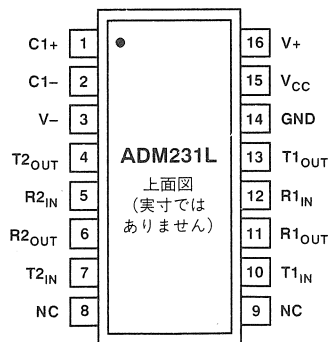 C1+ 1 16 V+
C1– 2 15 VCC
V– 3 14 GND
T2OUT 4 ADM231L 13 T1OUT
上面図
R2IN 5 (実寸では 12 R1IN
ありません)
R2OUT 6 11 R1OUT
T2IN 7 10 T1IN
NC 8 9 NC